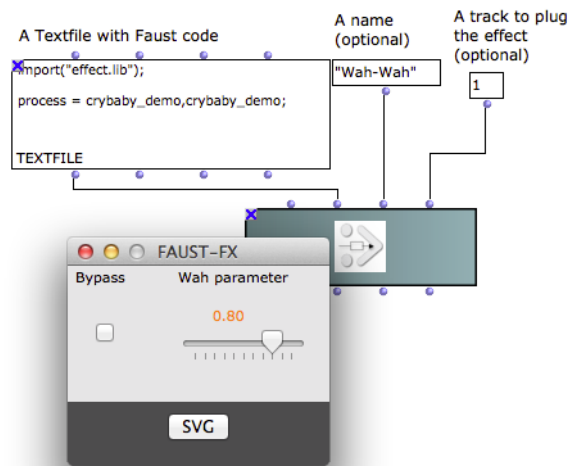 A Textfile with Faust code
A name
(optional)
A track to plug
the effect
(optional)
import("effect.lib");
process = crybaby_demo,crybaby_demo;
TEXTFILE
"Wah-Wah"
1
FAUST-FX
Bypass
Wah parameter
0.80
SVG